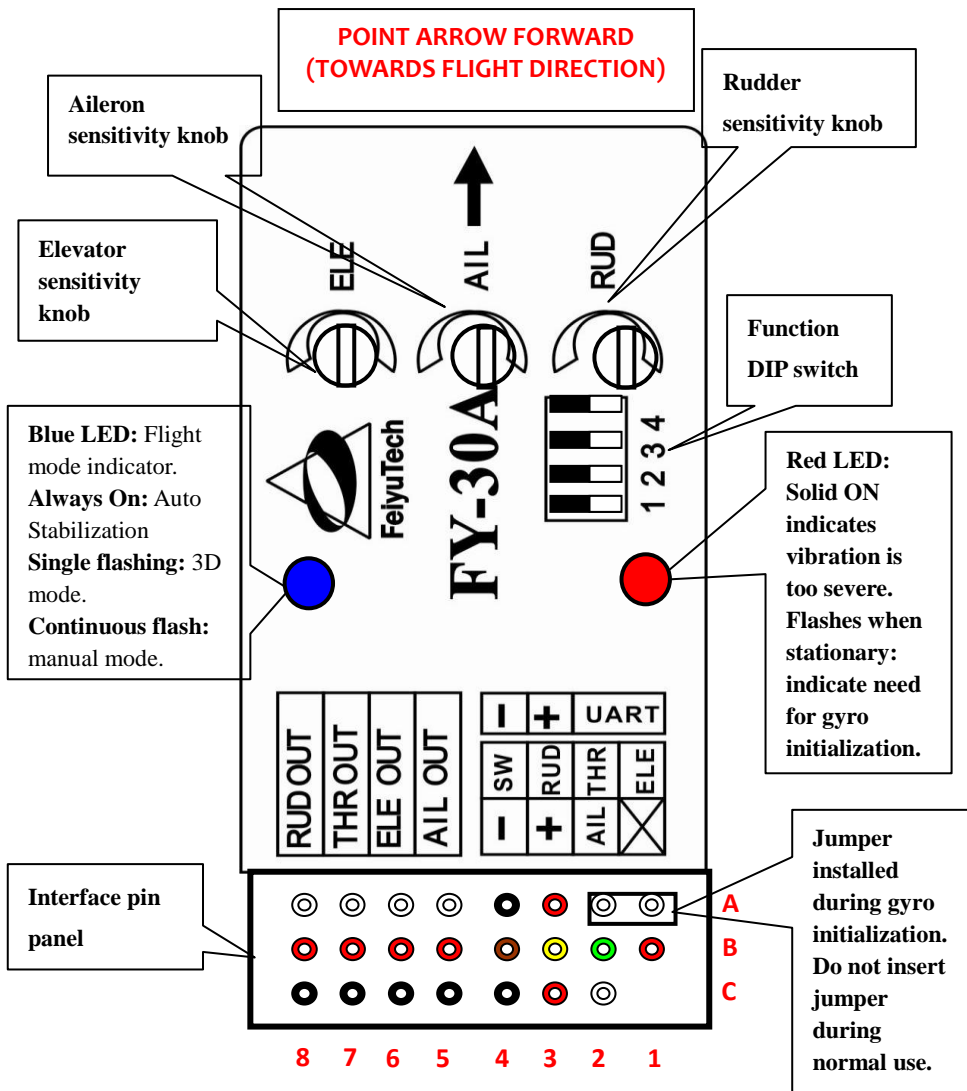 POINT ARROW FORWARD
(TOWARDS FLIGHT DIRECTION)
Aileron
sensitivity knob
Rudder
sensitivity knob
Elevator
sensitivity
knob
ELE
AIL
RUD
Function
DIP switch
Blue LED: Flight
mode indicator.
Always On: Auto
Stabilization
Single flashing: 3D
mode.
Continuous flash:
manual mode.
FeiyuTech
FY-30A
1 2 3 4
Red LED:
Solid ON
indicates
vibration is
too severe.
Flashes when
stationary:
indicate need
for gyro
initialization.
RUD OUT
THR OUT
ELE OUT
AIL OUT
− + UART
SW RUD THR ELE
− + AIL
Interface pin
panel
Jumper
installed
during gyro
initialization.
Do not insert
jumper
during
normal use.
A
B
C
8 7 6 5 4 3 2 1